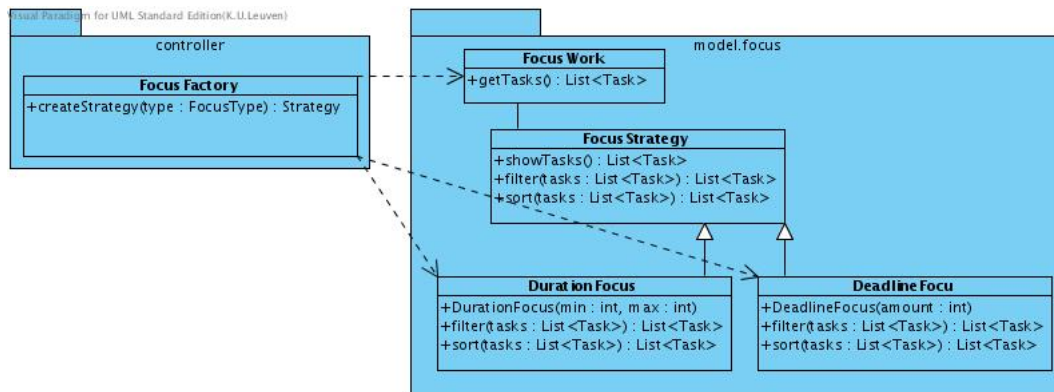 Visual Paradigm for UML Standard Edition(K.U.Leuven)
controller
Focus Factory
+createStrategy(type : FocusType) : Strategy
model.focus
Focus Work
+getTasks() : List<Task>
Focus Strategy
+showTasks() : List<Task>
+filter(tasks : List<Task>) : List<Task>
+sort(tasks : List<Task>) : List<Task>
Duration Focus
+DurationFocus(min : int, max : int)
+filter(tasks : List<Task>) : List<Task>
+sort(tasks : List<Task>) : List<Task>
Deadline Focu
+DeadlineFocus(amount : int)
+filter(tasks : List<Task>) : List<Task>
+sort(tasks : List<Task>) : List<Task>